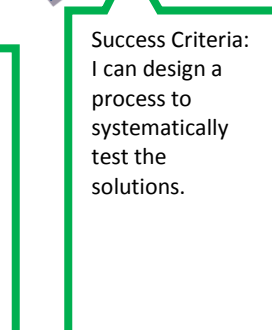 Success Criteria:
I can design a
process to
systematically
test the
solutions.